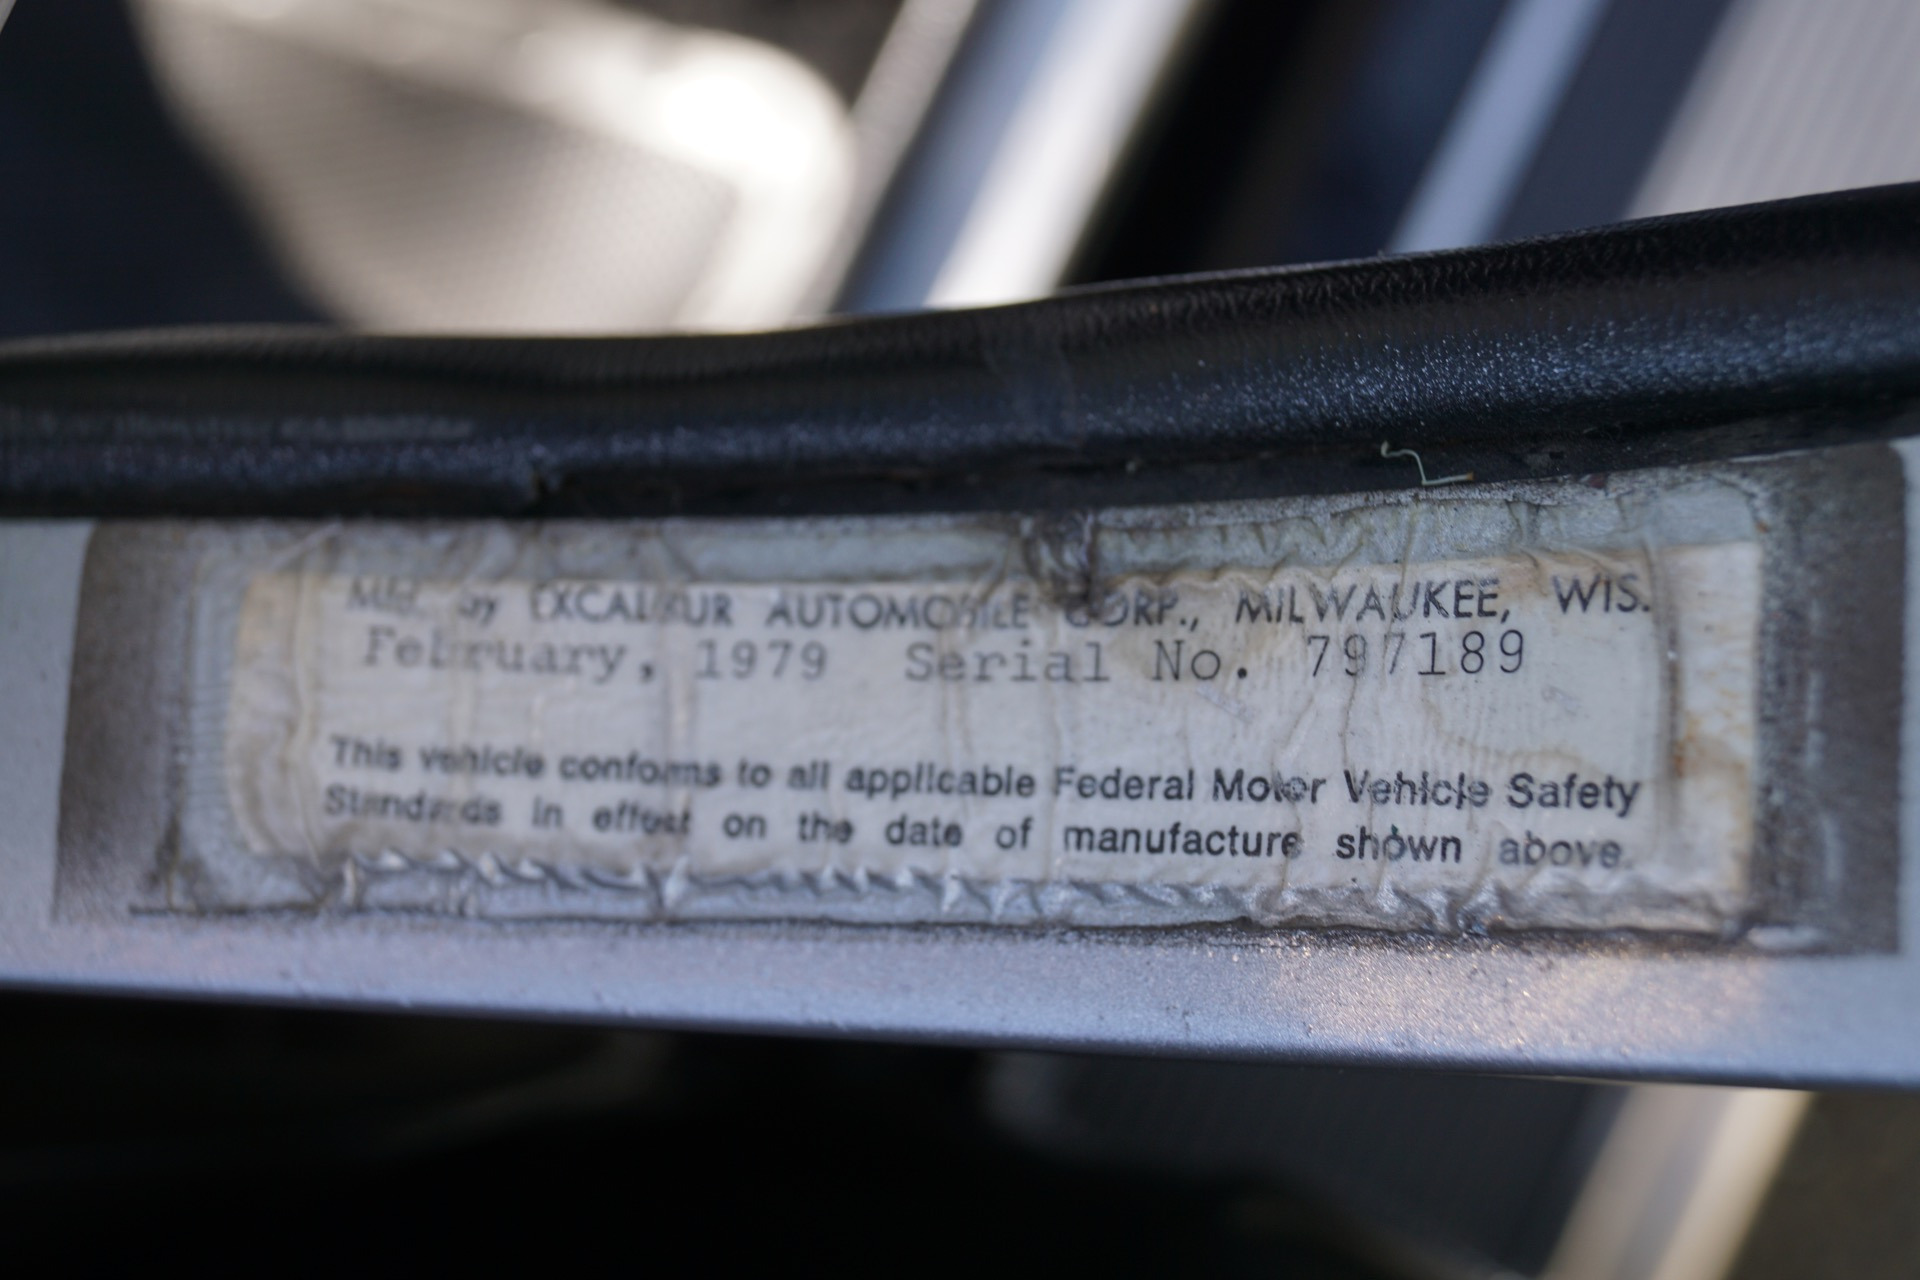 Mfd. by EXCALIBUR AUTOMOBILE CORP., MILWAUKEE, WIS.
February, 1979 Serial No. 797189
This vehicle conforms to all applicable Federal Motor Vehicle Safety
Standards in effect on the date of manufacture shown above.